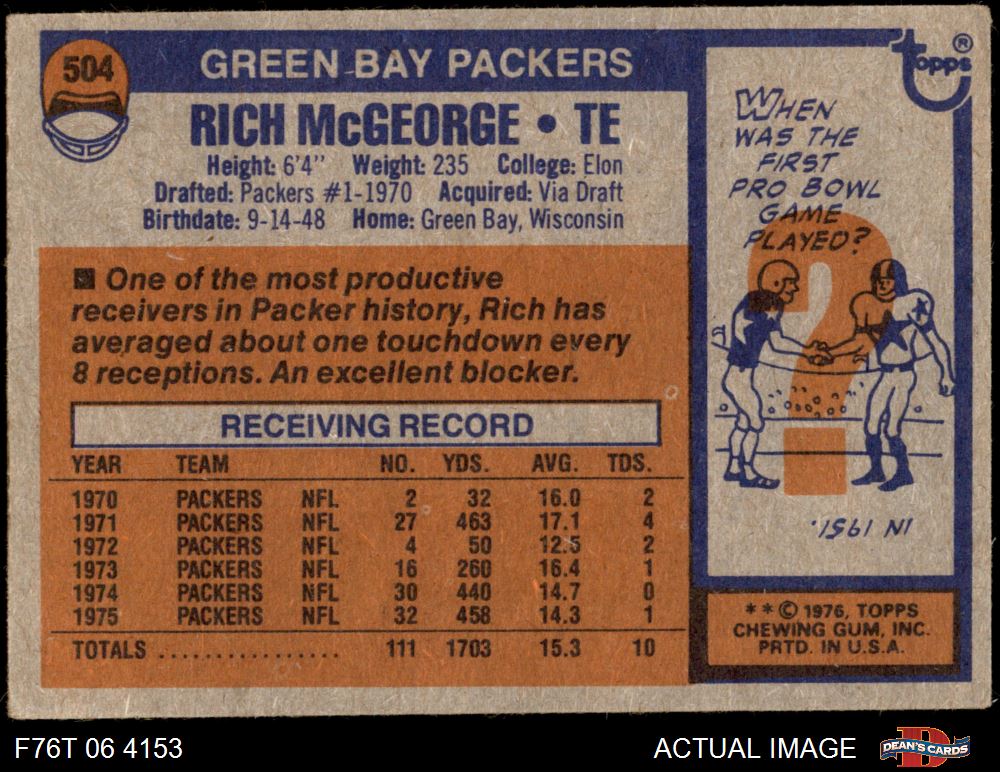 504
GREEN BAY PACKERS
RICH McGEORGE • TE
Height: 6'4" Weight: 235 College: Elon
Drafted: Packers #1-1970 Acquired: Via Draft
Birthdate: 9-14-48 Home: Green Bay, Wisconsin
■ One of the most productive
receivers in Packer history, Rich has
averaged about one touchdown every
8 receptions. An excellent blocker.
RECEIVING RECORD
YEAR TEAM NO. YDS. AVG. TDS.
1970 PACKERS NFL 2 32 16.0 2
1971 PACKERS NFL 27 463 17.1 4
1972 PACKERS NFL 4 50 12.5 2
1973 PACKERS NFL 16 260 16.4 1
1974 PACKERS NFL 30 440 14.7 0
1975 PACKERS NFL 32 458 14.3 1
TOTALS ................ 111 1703 15.3 10
topps®
WHEN
WAS THE
FIRST
PRO BOWL
GAME
PLAYED?
?
IN 1951.
**© 1976, TOPPS
CHEWING GUM, INC.
PRTD. IN U.S.A.
F76T 06 4153
ACTUAL IMAGE
DEAN'S CARDS